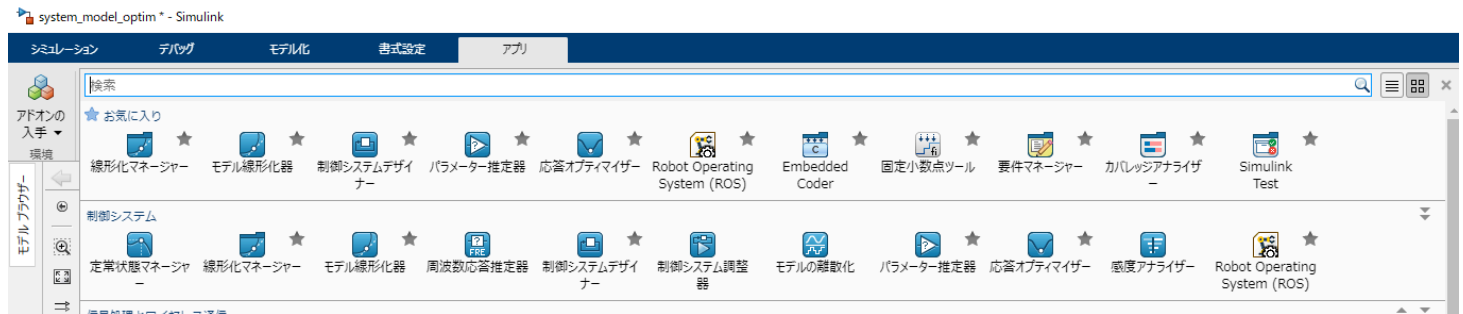 system_model_optim * - Simulink
シミュレーション デバッグ モデル化 書式設定 アプリ
検索
アドオンの
入手
環境
モデル ブラウザー
お気に入り
線形化マネージャー モデル線形化器 制御システムデザイ
ナー パラメーター推定器 応答オプティマイザー Robot Operating
System (ROS) Embedded
Coder 固定小数点ツール 要件マネージャー カバレッジアナライザ
ー Simulink
Test
制御システム
定常状態マネージャ
ー 線形化マネージャー モデル線形化器 周波数応答推定器 制御システムデザイ
ナー 制御システム調整
器 モデルの離散化 パラメーター推定器 応答オプティマイザー 感度アナライザー Robot Operating
System (ROS)